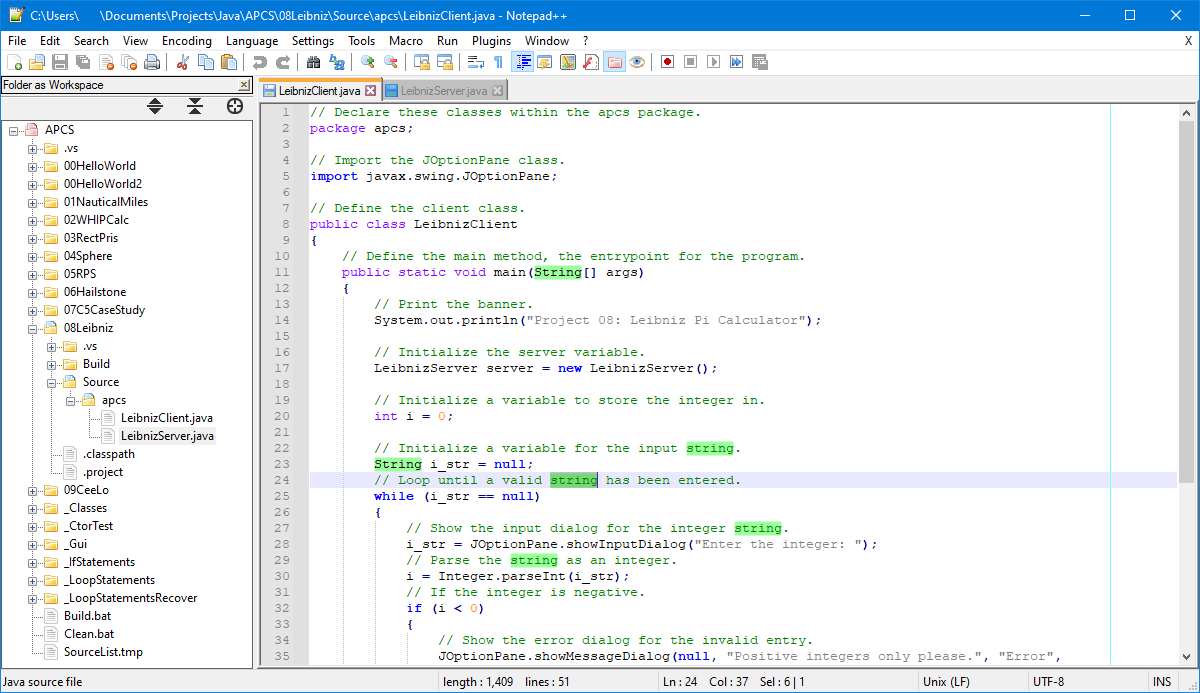 C:\Users\ \Documents\Projects\Java\APCS\08Leibniz\Source\apcs\LeibnizClient.java - Notepad++
File Edit Search View Encoding Language Settings Tools Macro Run Plugins Window ? X
Folder as Workspace
LeibnizClient.java LeibnizServer.java
APCS
.vs
00HelloWorld
00HelloWorld2
01NauticalMiles
02WHIPCalc
03RectPris
04Sphere
05RPS
06Hailstone
07C5CaseStudy
08Leibniz
.vs
Build
Source
apcs
LeibnizClient.java
LeibnizServer.java
.classpath
.project
09CeeLo
_Classes
_CtorTest
_Gui
_IfStatements
_LoopStatements
_LoopStatementsRecover
Build.bat
Clean.bat
SourceList.tmp
1 // Declare these classes within the apcs package.
2 package apcs;
3
4 // Import the JOptionPane class.
5 import javax.swing.JOptionPane;
6
7 // Define the client class.
8 public class LeibnizClient
9 {
10 // Define the main method, the entrypoint for the program.
11 public static void main(String[] args)
12 {
13 // Print the banner.
14 System.out.println("Project 08: Leibniz Pi Calculator");
15
16 // Initialize the server variable.
17 LeibnizServer server = new LeibnizServer();
18
19 // Initialize a variable to store the integer in.
20 int i = 0;
21
22 // Initialize a variable for the input string.
23 String i_str = null;
24 // Loop until a valid string has been entered.
25 while (i_str == null)
26 {
27 // Show the input dialog for the integer string.
28 i_str = JOptionPane.showInputDialog("Enter the integer: ");
29 // Parse the string as an integer.
30 i = Integer.parseInt(i_str);
31 // If the integer is negative.
32 if (i < 0)
33 {
34 // Show the error dialog for the invalid entry.
35 JOptionPane.showMessageDialog(null, "Positive integers only please.", "Error",
Java source file length : 1,409 lines : 51 Ln : 24 Col : 37 Sel : 6 | 1 Unix (LF) UTF-8 INS